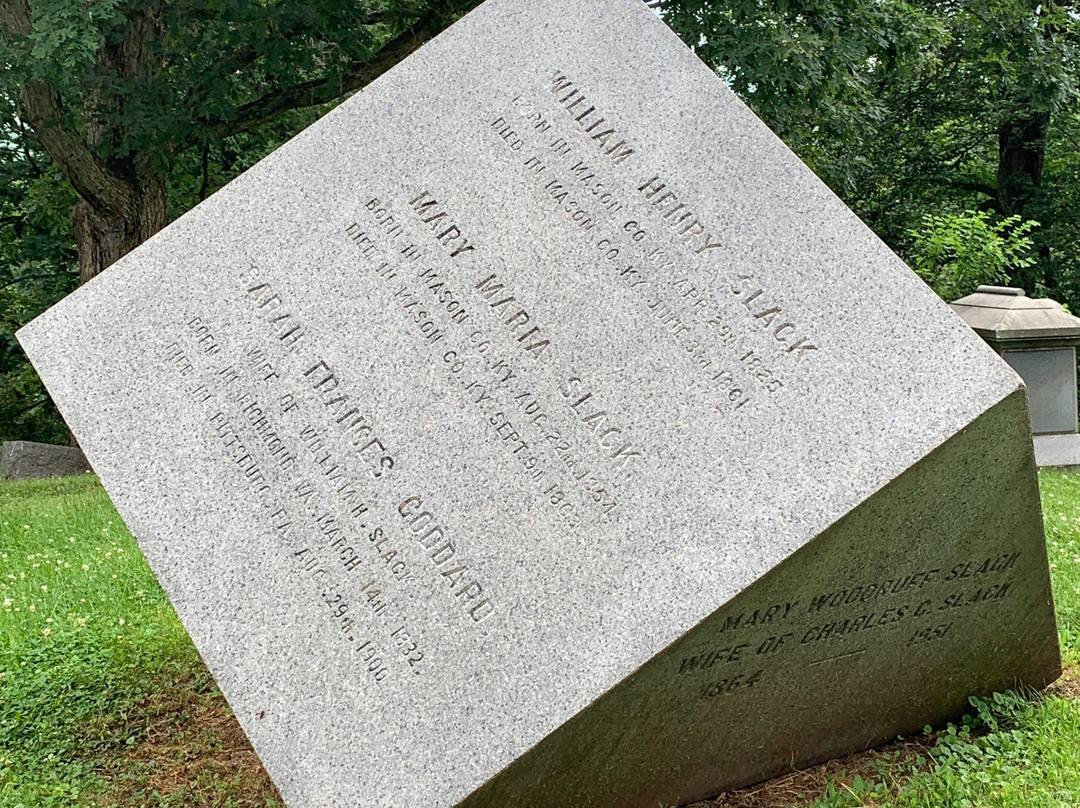 WILLIAM HENRY SLACK
BORN IN MASON CO. KY. APR. 29TH 1825
DIED IN MASON CO. KY. JUNE 3RD 1861.
MARY MARIA SLACK
BORN IN MASON CO. KY. AUG. 22ND 1854.
DIED IN MASON CO. KY. SEPT. 9TH
SARAH FRANCES GODDARD.
WIFE OF WILLIAM H. SLACK
BORN IN RICHMOND, VA. MARCH 14TH 1832.
DIED IN PITTSBURG, PA. AUG. 29TH 1900
MARY WOODRUFF SLACK
WIFE OF CHARLES C. SLACK.
1864 — 1951